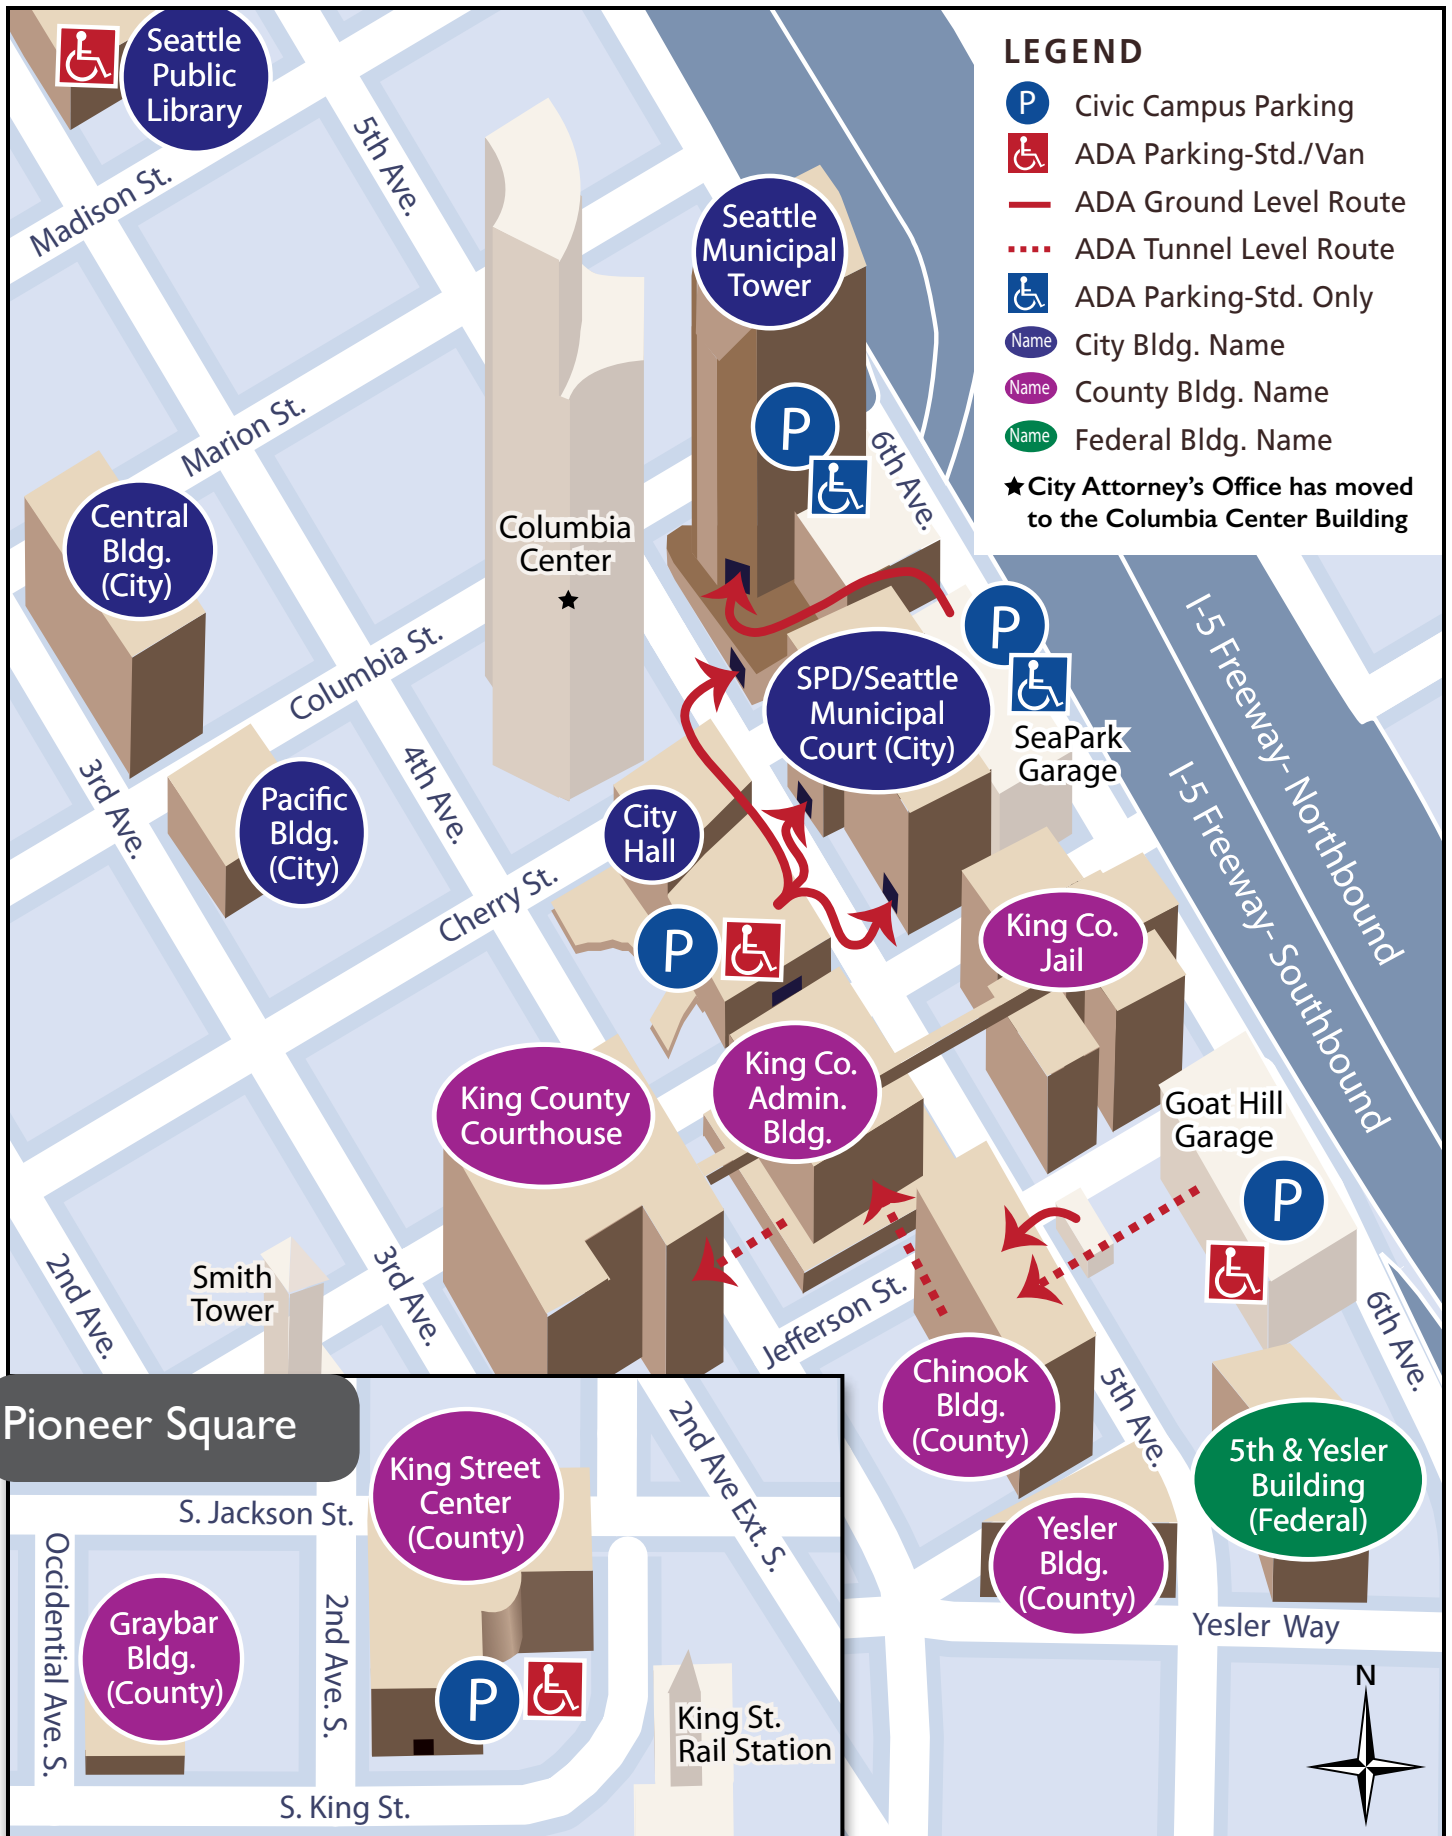 Seattle
Public
Library
LEGEND
P
Civic Campus Parking
ADA Parking-Std./Van
ADA Ground Level Route
ADA Tunnel Level Route
ADA Parking-Std. Only
Name
City Bldg. Name
Name
County Bldg. Name
Name
Federal Bldg. Name
★City Attorney's Office has moved
to the Columbia Center Building
5th Ave.
Madison St.
Seattle
Municipal
Tower
P
6th Ave.
Marion St.
Central
Bldg.
(City)
Columbia
Center
★
P
SPD/Seattle
Municipal
Court (City)
SeaPark
Garage
I-5 Freeway- Northbound
I-5 Freeway- Southbound
Columbia St.
3rd Ave.
4th Ave.
Pacific
Bldg.
(City)
City
Hall
Cherry St.
P
King Co.
Jail
King County
Courthouse
King Co.
Admin.
Bldg.
Goat Hill
Garage
P
2nd Ave.
Smith
Tower
3rd Ave.
Jefferson St.
6th Ave.
Chinook
Bldg.
(County)
5th Ave.
5th & Yesler
Building
(Federal)
Yesler
Bldg.
(County)
Yesler Way
N
Pioneer Square
King Street
Center
(County)
2nd Ave Ext. S.
S. Jackson St.
Occidential Ave. S.
Graybar
Bldg.
(County)
2nd Ave. S.
P
King St.
Rail Station
S. King St.